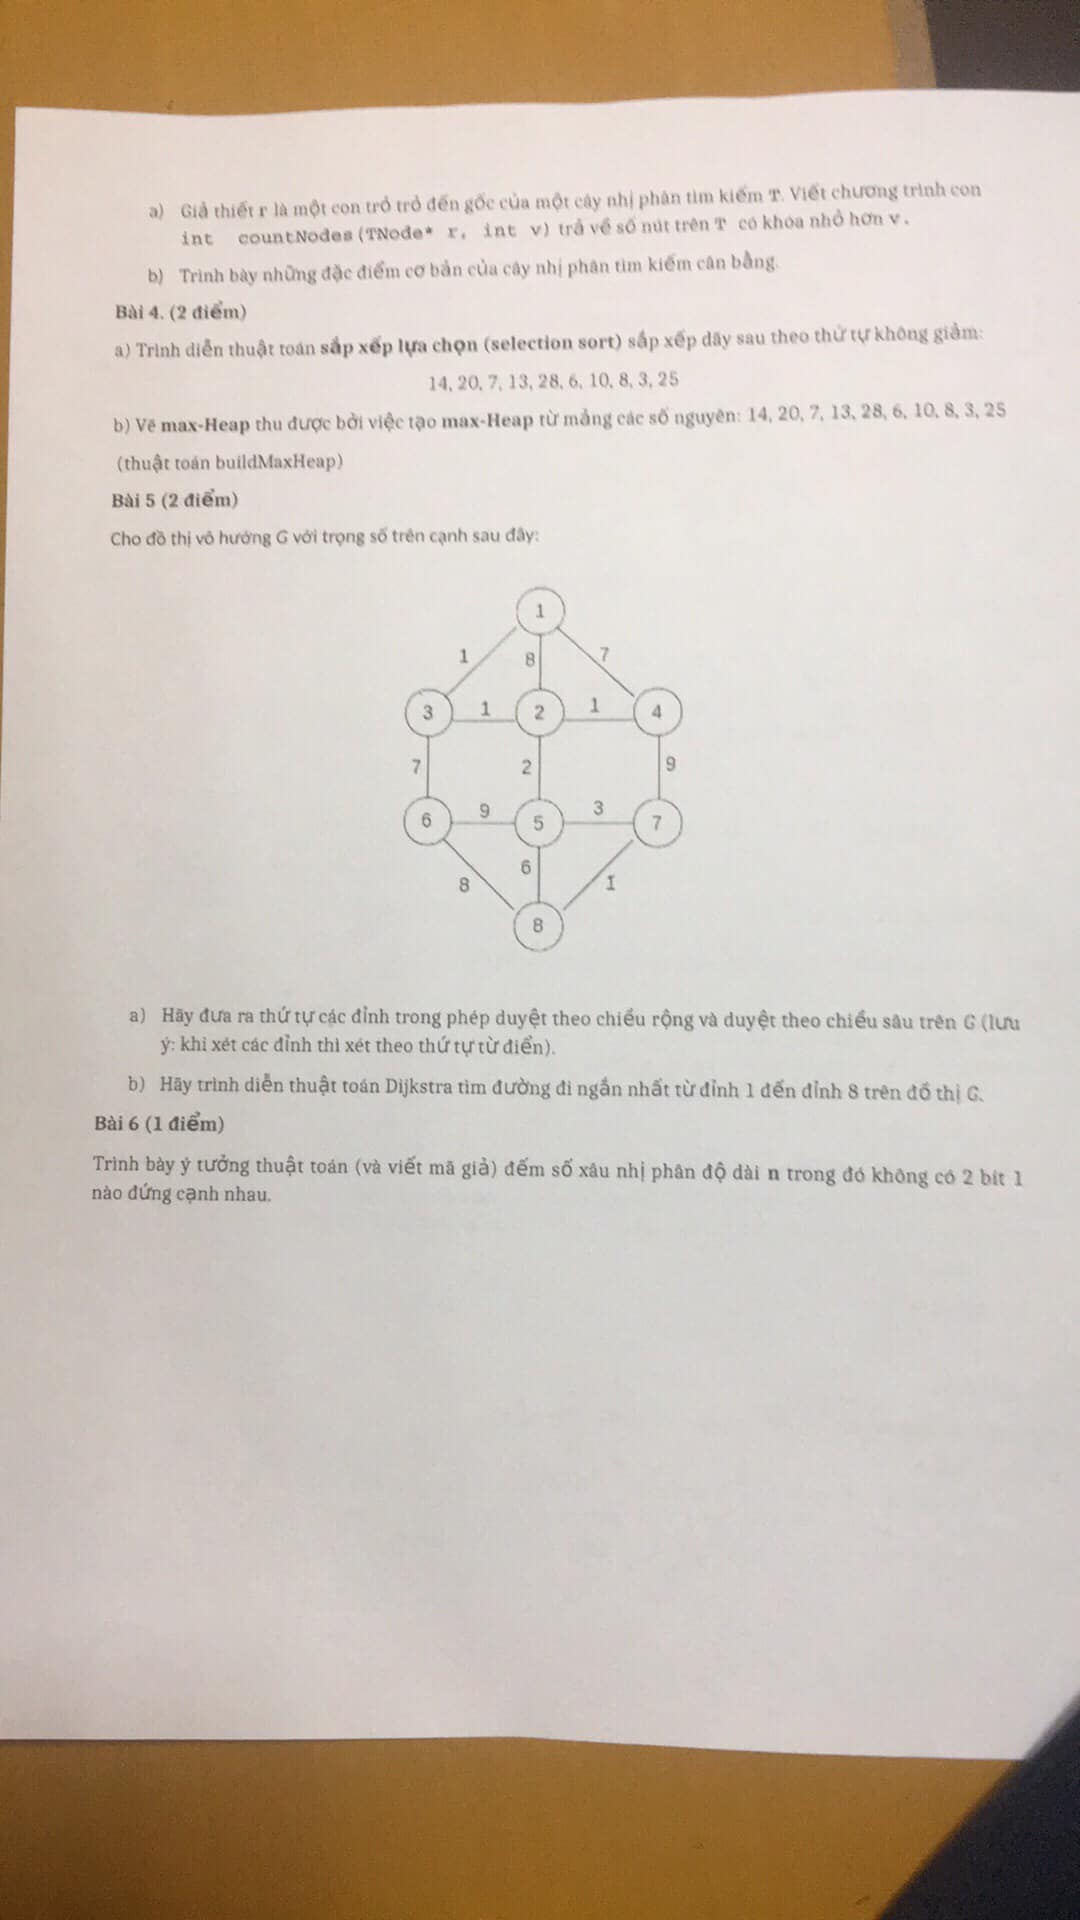 a) Giả thiết r là một con trỏ trỏ đến gốc của một cây nhị phân tìm kiếm T. Viết chương trình con
int countNodes(TNode* r, int v) trả về số nút trên T có khóa nhỏ hơn v.
b) Trình bày những đặc điểm cơ bản của cây nhị phân tìm kiếm cân bằng.
Bài 4. (2 điểm)
a) Trình diễn thuật toán sắp xếp lựa chọn (selection sort) sắp xếp dãy sau theo thứ tự không giảm:
14, 20, 7, 13, 28, 6, 10, 8, 3, 25
b) Vẽ max-Heap thu được bởi việc tạo max-Heap từ mảng các số nguyên: 14, 20, 7, 13, 28, 6, 10, 8, 3, 25
(thuật toán buildMaxHeap)
Bài 5 (2 điểm)
Cho đồ thị vô hướng G với trọng số trên cạnh sau đây:
1
1 8 7
3 1 2 1 4
7 2 9
6 9 5 3 7
8 6 1
8
a) Hãy đưa ra thứ tự các đỉnh trong phép duyệt theo chiều rộng và duyệt theo chiều sâu trên G (lưu
ý: khi xét các đỉnh thì xét theo thứ tự từ điển).
b) Hãy trình diễn thuật toán Dijkstra tìm đường đi ngắn nhất từ đỉnh 1 đến đỉnh 8 trên đồ thị G.
Bài 6 (1 điểm)
Trình bày ý tưởng thuật toán (và viết mã giả) đếm số xâu nhị phân độ dài n trong đó không có 2 bit 1
nào đứng cạnh nhau.